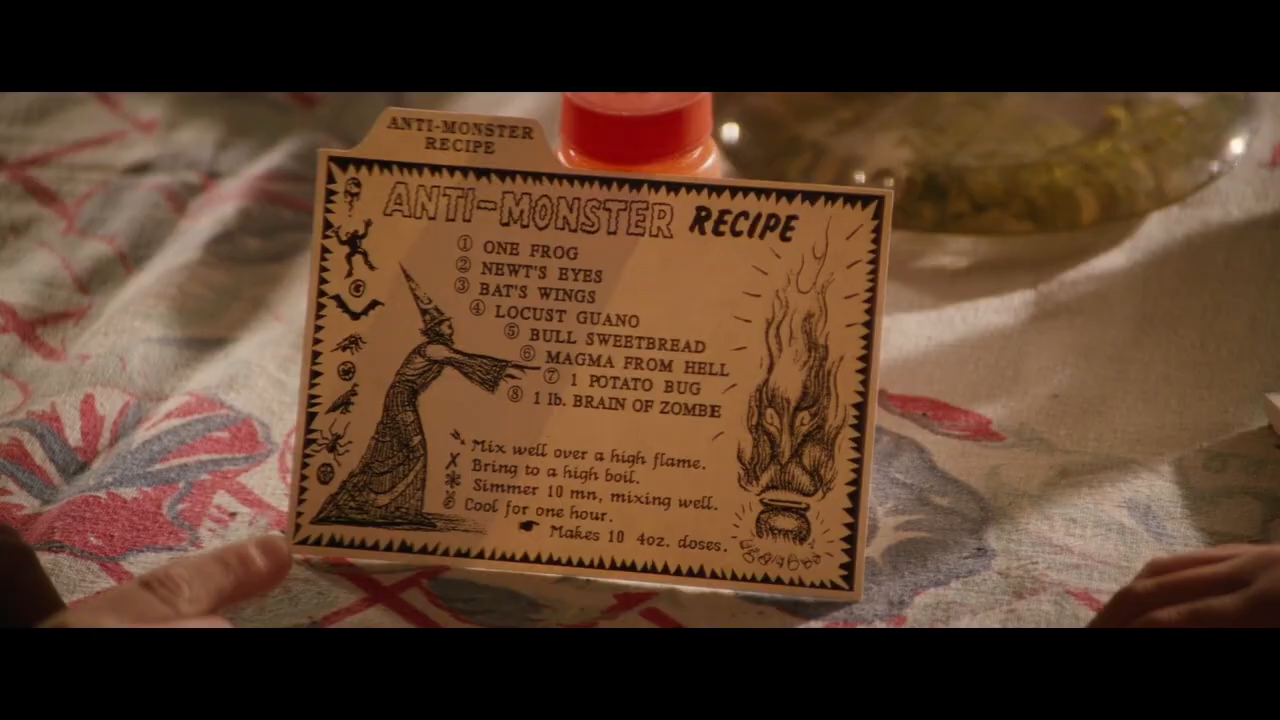 ANTI-MONSTER
RECIPE
ANTI-MONSTER RECIPE
① ONE FROG
② NEWT'S EYES
③ BAT'S WINGS
④ LOCUST GUANO
⑤ BULL SWEETBREAD
⑥ MAGMA FROM HELL
⑦ 1 POTATO BUG
⑧ 1 lb. BRAIN OF ZOMBIE
Mix well over a high flame.
Bring to a high boil.
Simmer 10 mn, mixing well.
Cool for one hour.
Makes 10 4oz. doses.